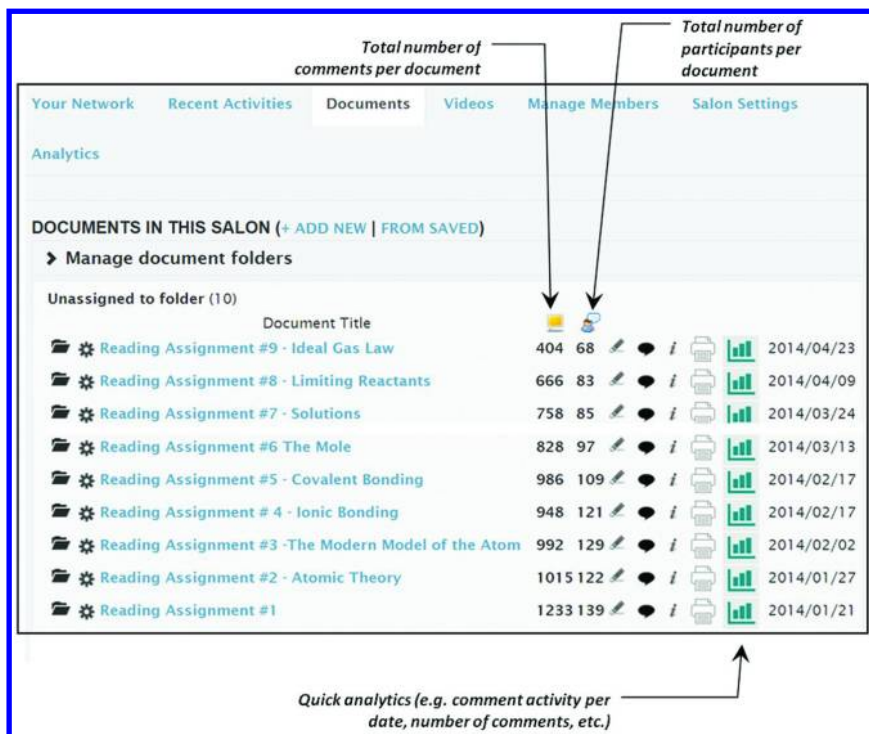 Total number of
comments per document
Total number of
participants per
document
Your Network Recent Activities Documents Videos Manage Members Salon Settings
Analytics
DOCUMENTS IN THIS SALON (+ ADD NEW | FROM SAVED)
Manage document folders
Unassigned to folder (10)
Document Title
Reading Assignment #9 - Ideal Gas Law 404 68 i 2014/04/23
Reading Assignment #8 - Limiting Reactants 666 83 i 2014/04/09
Reading Assignment #7 - Solutions 758 85 i 2014/03/24
Reading Assignment #6 The Mole 828 97 i 2014/03/13
Reading Assignment #5 - Covalent Bonding 986 109 i 2014/02/17
Reading Assignment # 4 - Ionic Bonding 948 121 i 2014/02/17
Reading Assignment #3 -The Modern Model of the Atom 992 129 i 2014/02/02
Reading Assignment #2 - Atomic Theory 1015 122 i 2014/01/27
Reading Assignment #1 1233 139 i 2014/01/21
Quick analytics (e.g. comment activity per
date, number of comments, etc.)